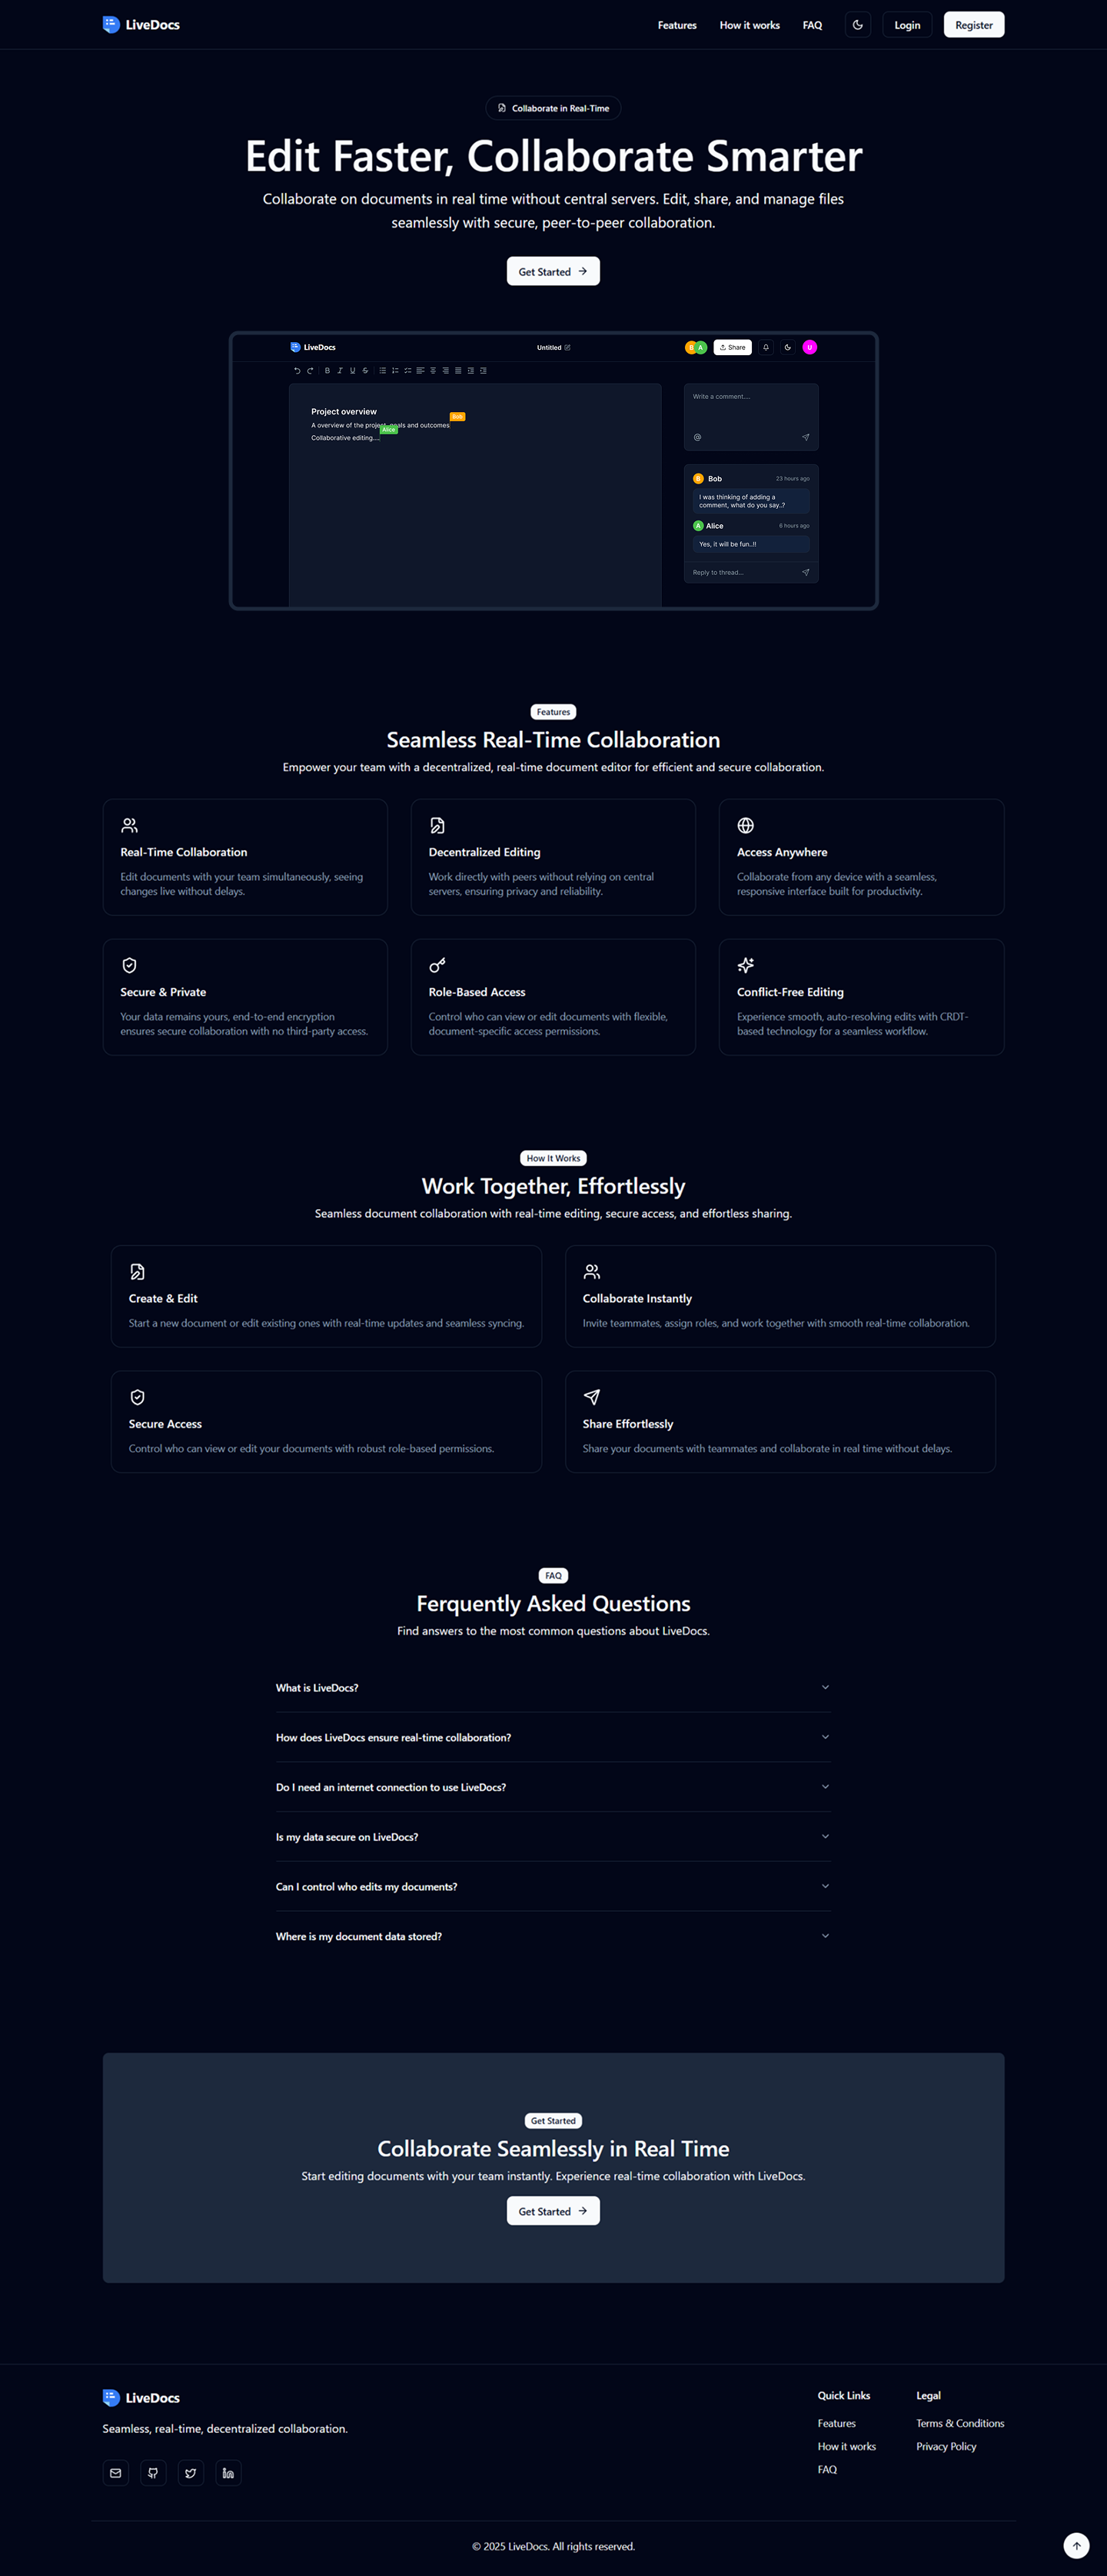 LiveDocs
Features
How it works
FAQ
Login
Register
Collaborate in Real-Time
Edit Faster, Collaborate Smarter
Collaborate on documents in real time without central servers. Edit, share, and manage files
seamlessly with secure, peer-to-peer collaboration.
Get Started
LiveDocs
Untitled
B
A
Share
U
B
I
U
S
Project overview
Bob
A overview of the project, goals and outcomes
Alice
Collaborative editing....
Write a comment....
@
B
Bob
23 hours ago
I was thinking of adding a
comment, what do you say..?
A
Alice
6 hours ago
Yes, it will be fun..!!
Reply to thread...
Features
Seamless Real-Time Collaboration
Empower your team with a decentralized, real-time document editor for efficient and secure collaboration.
Real-Time Collaboration
Edit documents with your team simultaneously, seeing
changes live without delays.
Decentralized Editing
Work directly with peers without relying on central
servers, ensuring privacy and reliability.
Access Anywhere
Collaborate from any device with a seamless,
responsive interface built for productivity.
Secure & Private
Your data remains yours, end-to-end encryption
ensures secure collaboration with no third-party access.
Role-Based Access
Control who can view or edit documents with flexible,
document-specific access permissions.
Conflict-Free Editing
Experience smooth, auto-resolving edits with CRDT-
based technology for a seamless workflow.
How It Works
Work Together, Effortlessly
Seamless document collaboration with real-time editing, secure access, and effortless sharing.
Create & Edit
Start a new document or edit existing ones with real-time updates and seamless syncing.
Collaborate Instantly
Invite teammates, assign roles, and work together with smooth real-time collaboration.
Secure Access
Control who can view or edit your documents with robust role-based permissions.
Share Effortlessly
Share your documents with teammates and collaborate in real time without delays.
FAQ
Ferquently Asked Questions
Find answers to the most common questions about LiveDocs.
What is LiveDocs?
How does LiveDocs ensure real-time collaboration?
Do I need an internet connection to use LiveDocs?
Is my data secure on LiveDocs?
Can I control who edits my documents?
Where is my document data stored?
Get Started
Collaborate Seamlessly in Real Time
Start editing documents with your team instantly. Experience real-time collaboration with LiveDocs.
Get Started
LiveDocs
Seamless, real-time, decentralized collaboration.
Quick Links
Features
How it works
FAQ
Legal
Terms & Conditions
Privacy Policy
© 2025 LiveDocs. All rights reserved.